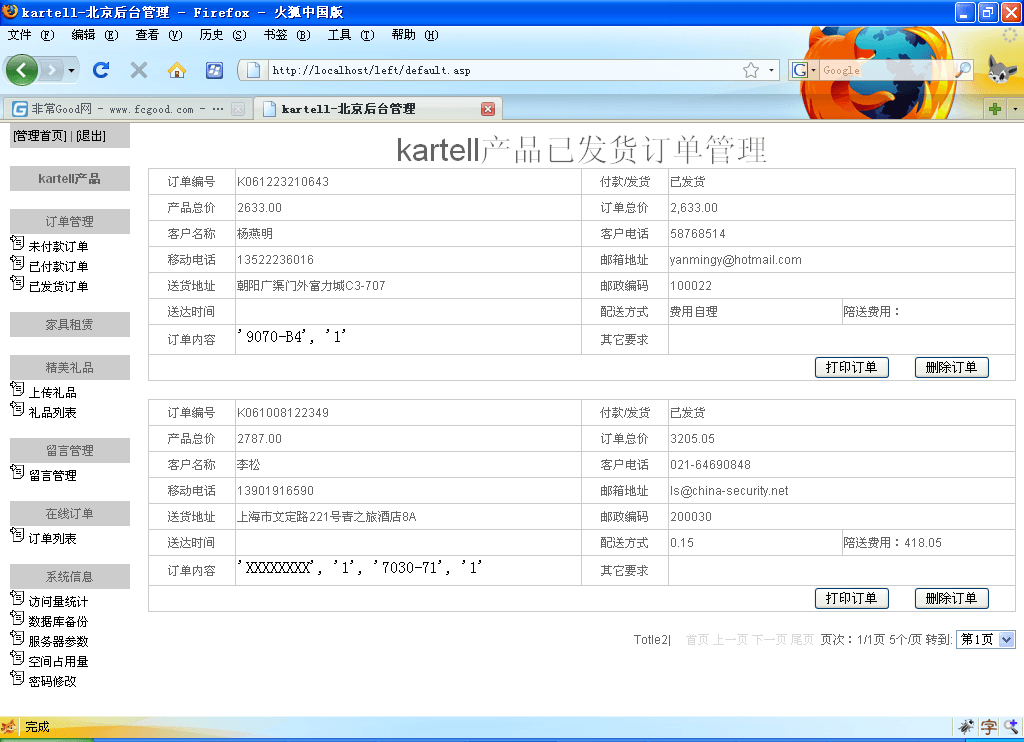 kartell-北京后台管理 - Firefox - 火狐中国版
文件 (F) 编辑 (E) 查看 (V) 历史 (S) 书签 (B) 工具 (T) 帮助 (H)
http://localhost/left/default.asp
Google
非常Good网 - www.fcgood.com - ...
kartell-北京后台管理
[管理首页] | [退出]
kartell产品
订单管理
未付款订单
已付款订单
已发货订单
家具租赁
精美礼品
上传礼品
礼品列表
留言管理
留言管理
在线订单
订单列表
系统信息
访问量统计
数据库备份
服务器参数
空间占用量
密码修改
kartell产品已发货订单管理
订单编号 K061223210643 付款/发货 已发货
产品总价 2633.00 订单总价 2,633.00
客户名称 杨燕明 客户电话 58768514
移动电话 13522236016 邮箱地址 yanmingy@hotmail.com
送货地址 朝阳广渠门外富力城C3-707 邮政编码 100022
送达时间 配送方式 费用自理 陪送费用：
订单内容 '9070-B4', '1' 其它要求
打印订单 删除订单
订单编号 K061008122349 付款/发货 已发货
产品总价 2787.00 订单总价 3205.05
客户名称 李松 客户电话 021-64690848
移动电话 13901916590 邮箱地址 ls@china-security.net
送货地址 上海市文定路221号青之旅酒店8A 邮政编码 200030
送达时间 配送方式 0.15 陪送费用：418.05
订单内容 'XXXXXXXX', '1', '7030-71', '1' 其它要求
打印订单 删除订单
Totle2| 首页 上一页 下一页 尾页 页次：1/1页 5个/页 转到: 第1页
完成
字